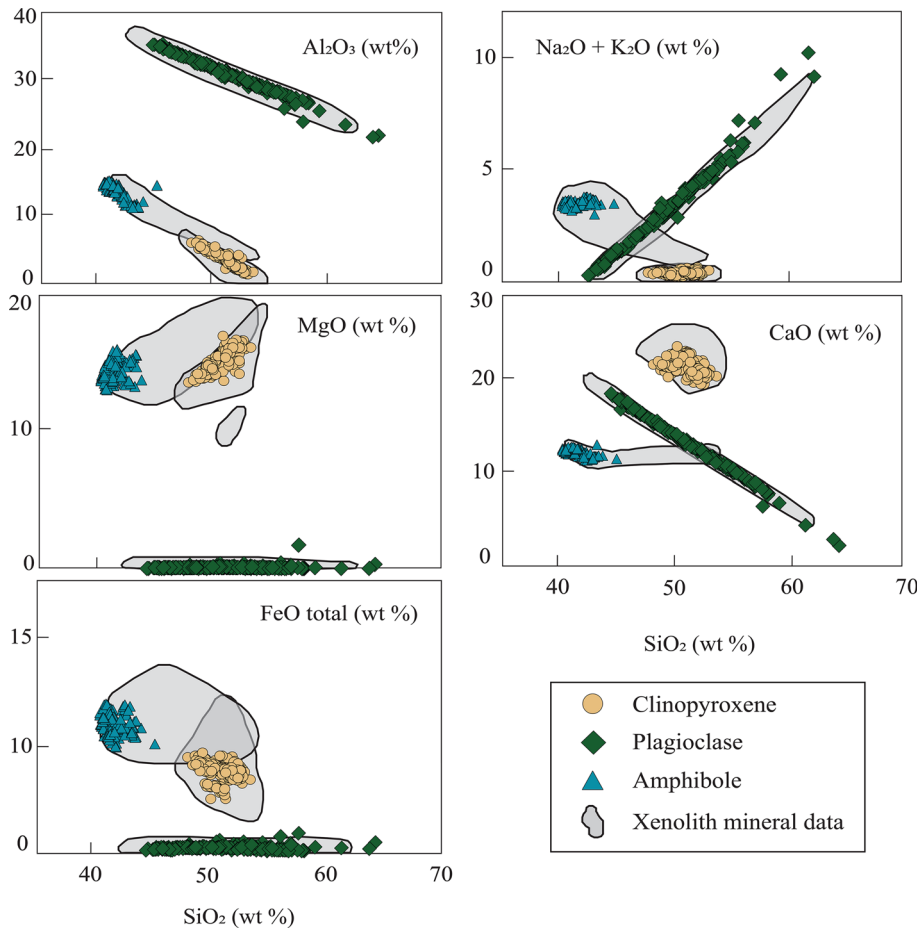 40
Al₂O₃ (wt%)
30
20
10
0
Na₂O + K₂O (wt %)
10
5
0
20
MgO (wt %)
10
0
30
CaO (wt %)
20
10
0
40
50
60
70
SiO₂ (wt %)
FeO total (wt %)
15
10
0
40
50
60
70
SiO₂ (wt %)
Clinopyroxene
Plagioclase
Amphibole
Xenolith mineral data